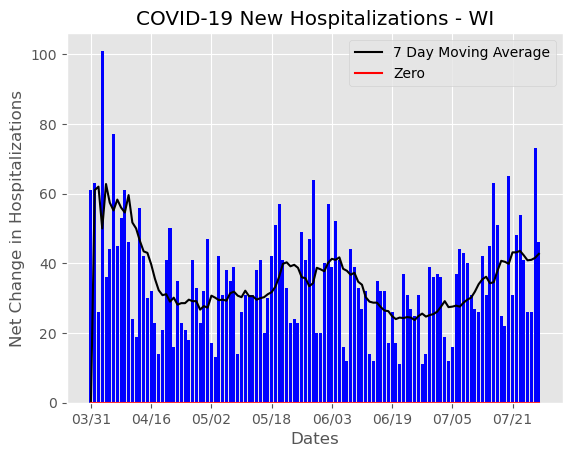 COVID-19 New Hospitalizations - WI
7 Day Moving Average
Zero
Net Change in Hospitalizations
100
80
60
40
20
0
03/31 04/16 05/02 05/18 06/03 06/19 07/05 07/21
Dates